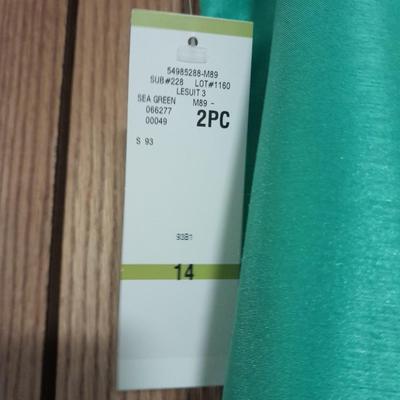 54985288-M89
SUB#228 LOT#1160
LESUIT 3
SEA GREEN M89 -
066277 2PC
00049
S 93
93B1
14